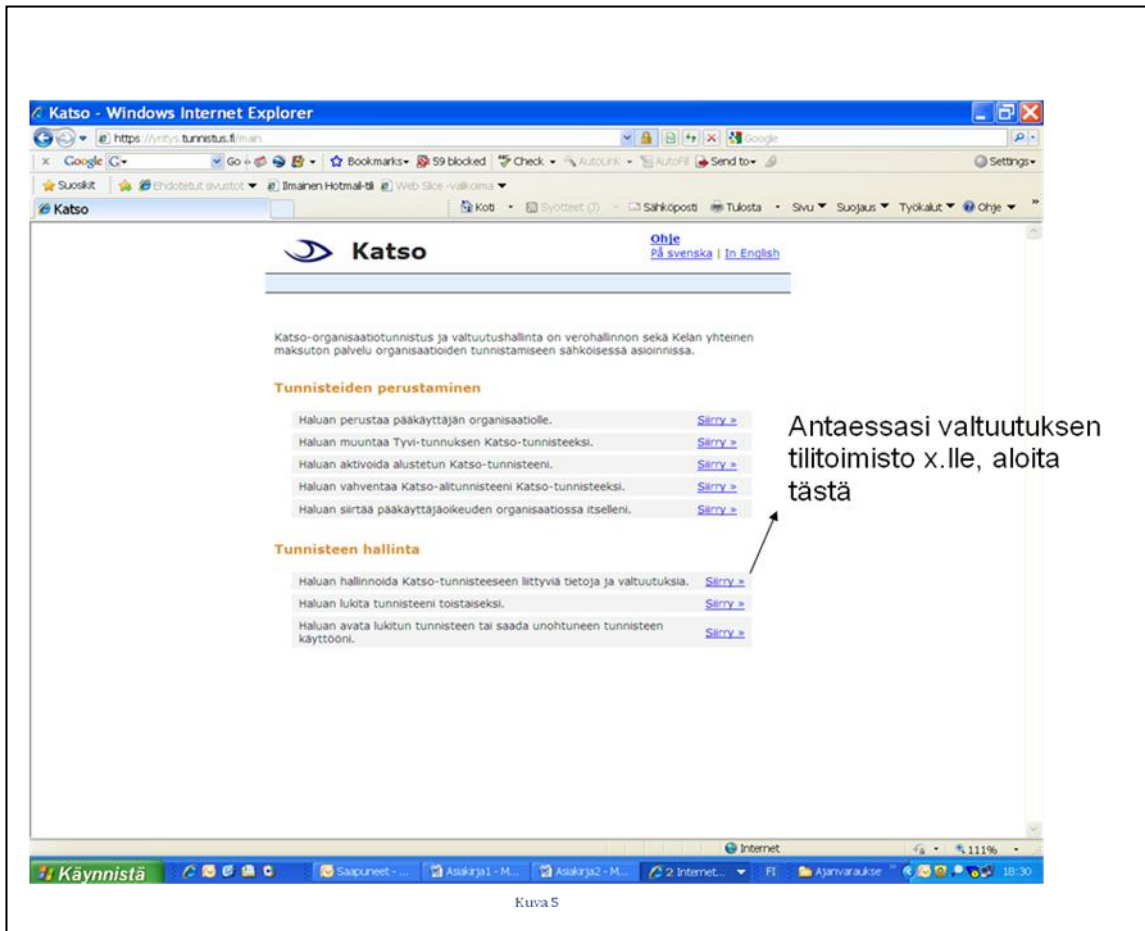 Katso - Windows Internet Explorer
https://yritys.tunnistus.fi/main
Google
x Google G Go Bookmarks 59 blocked Check AutoLink AutoFill Send to Settings
Suosikit Ehdotetut sivustot Ilmainen Hotmail-tili Web Slice -valikoima
Katso
Koti Syötteet (J) Sähköposti Tulosta Sivu Suojaus Työkalut Ohje »
Katso
Ohje
På svenska | In English
Katso-organisaatiotunnistus ja valtuutushallinta on verohallinnon sekä Kelan yhteinen
maksuton palvelu organisaatioiden tunnistamiseen sähköisessä asioinnissa.
Tunnisteiden perustaminen
Haluan perustaa pääkäyttäjän organisaatiolle. Siirry »
Haluan muuntaa Tyvi-tunnuksen Katso-tunnisteeksi. Siirry »
Haluan aktivoida alustetun Katso-tunnisteeni. Siirry »
Haluan vahventaa Katso-alitunnisteeni Katso-tunnisteeksi. Siirry »
Haluan siirtää pääkäyttäjäoikeuden organisaatiossa itselleni. Siirry »
Antaessasi valtuutuksen
tilitoimisto x.lle, aloita
tästä
Tunnisteen hallinta
Haluan hallinnoida Katso-tunnisteeseen liittyviä tietoja ja valtuutuksia. Siirry »
Haluan lukita tunnisteeni toistaiseksi. Siirry »
Haluan avata lukitun tunnisteen tai saada unohtuneen tunnisteen
käyttööni. Siirry »
Internet 111%
Käynnistä Saapuneet - ... Asiakirja1 - M... Asiakirja2 - M... 2 Internet... FI Ajanvaraukse » 18:30
Kuva 5